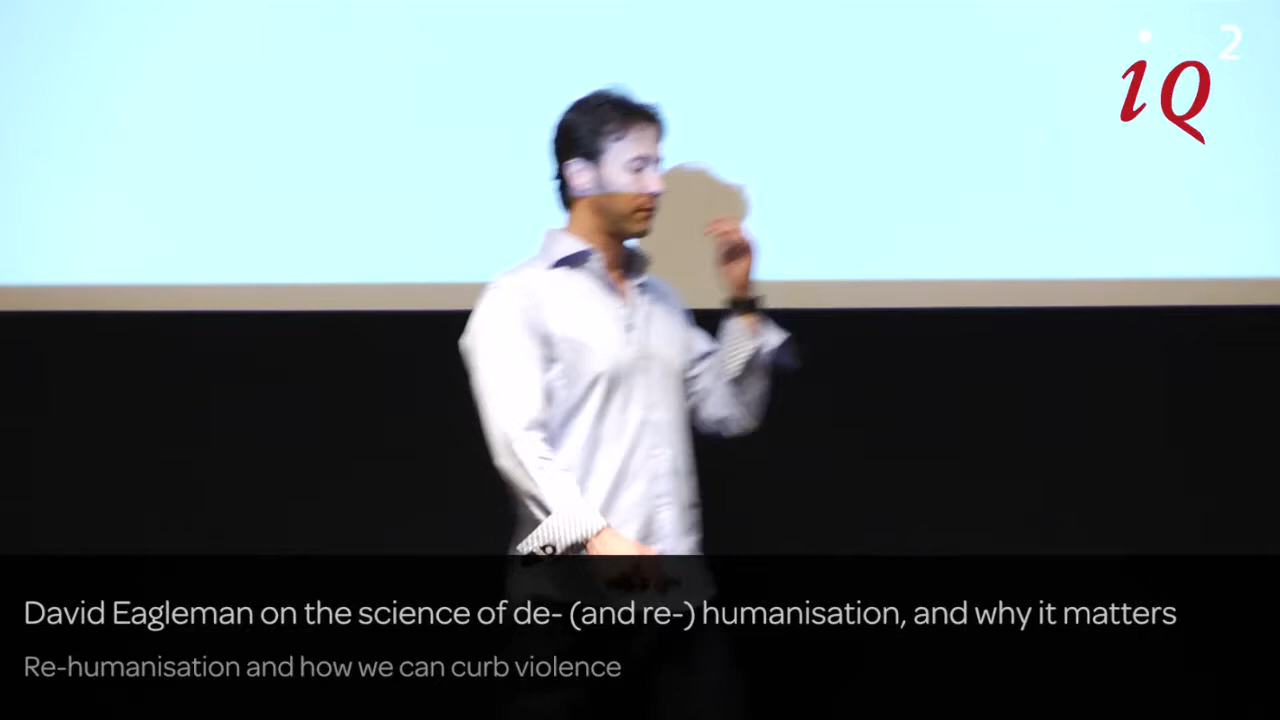 iQ2
David Eagleman on the science of de- (and re-) humanisation, and why it matters
Re-humanisation and how we can curb violence